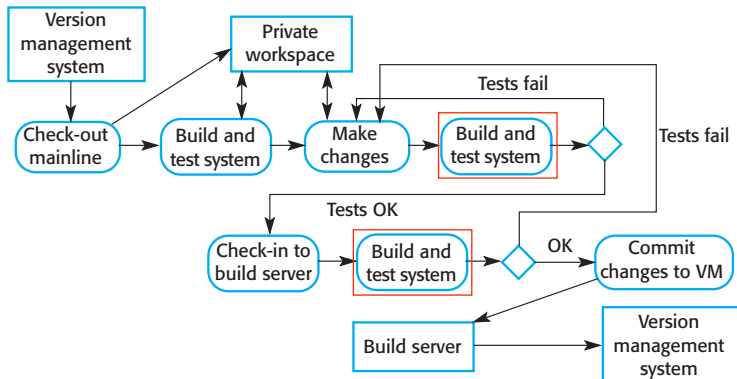 Version
management
system
Private
workspace
Tests fail
Check-out
mainline
Build and
test system
Make
changes
Build and
test system
Tests fail
Tests OK
Check-in to
build server
Build and
test system
OK
Commit
changes to VM
Build server
Version
management
system